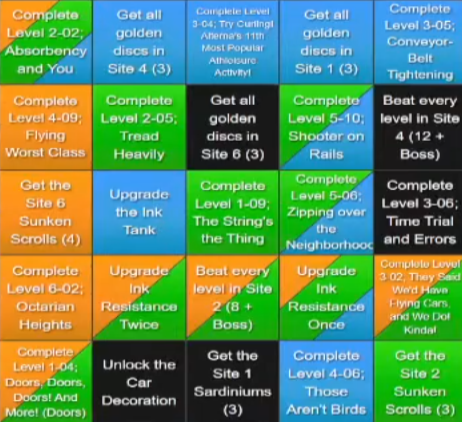 Complete
Level 2-02;
Absorbency
and You
Get all
golden
discs in
Site 4 (3)
Complete Level
3-04; Try Curling!
Alterna's 11th
Most Popular
Athleisure
Activity!
Get all
golden
discs in
Site 1 (3)
Complete
Level 3-05;
Conveyor-
Belt
Tightening
Complete
Level 4-09;
Flying
Worst Class
Complete
Level 2-05;
Tread
Heavily
Get all
golden
discs in
Site 6 (3)
Complete
Level 5-10;
Shooter on
Rails
Beat every
level in Site
4 (12 +
Boss)
Get the
Site 6
Sunken
Scrolls (4)
Upgrade
the Ink
Tank
Complete
Level 1-09;
The String's
the Thing
Complete
Level 5-06;
Zipping over
the
Neighborhood
Complete
Level 3-06;
Time Trial
and Errors
Complete
Level 6-02;
Octarian
Heights
Upgrade
Ink
Resistance
Twice
Beat every
level in Site
2 (8 +
Boss)
Upgrade
Ink
Resistance
Once
Complete Level
3-02; They Said
We'd Have
Flying Cars,
and We Do!
Kinda!
Complete
Level 1-04;
Doors, Doors,
Doors! And
More! (Doors)
Unlock the
Car
Decoration
Get the
Site 1
Sardiniums
(3)
Complete
Level 4-06;
Those
Aren't Birds
Get the
Site 2
Sunken
Scrolls (3)